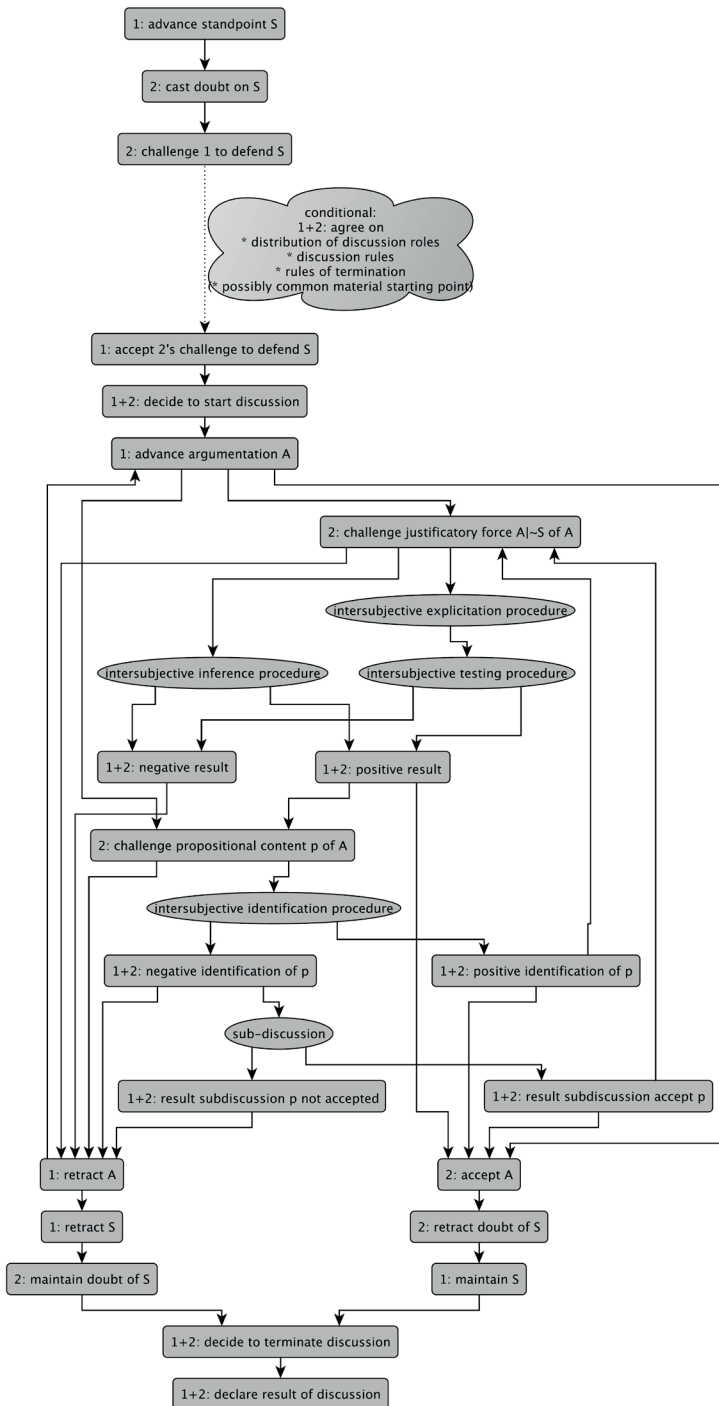 1: advance standpoint S
2: cast doubt on S
2: challenge 1 to defend S
conditional:
1+2: agree on
* distribution of discussion roles
* discussion rules
* rules of termination
(* possibly common material starting point)
1: accept 2's challenge to defend S
1+2: decide to start discussion
1: advance argumentation A
2: challenge justificatory force A|~S of A
intersubjective explicitation procedure
intersubjective inference procedure
intersubjective testing procedure
1+2: negative result
1+2: positive result
2: challenge propositional content p of A
intersubjective identification procedure
1+2: negative identification of p
1+2: positive identification of p
sub-discussion
1+2: result subdiscussion p not accepted
1+2: result subdiscussion accept p
1: retract A
2: accept A
1: retract S
2: retract doubt of S
2: maintain doubt of S
1: maintain S
1+2: decide to terminate discussion
1+2: declare result of discussion